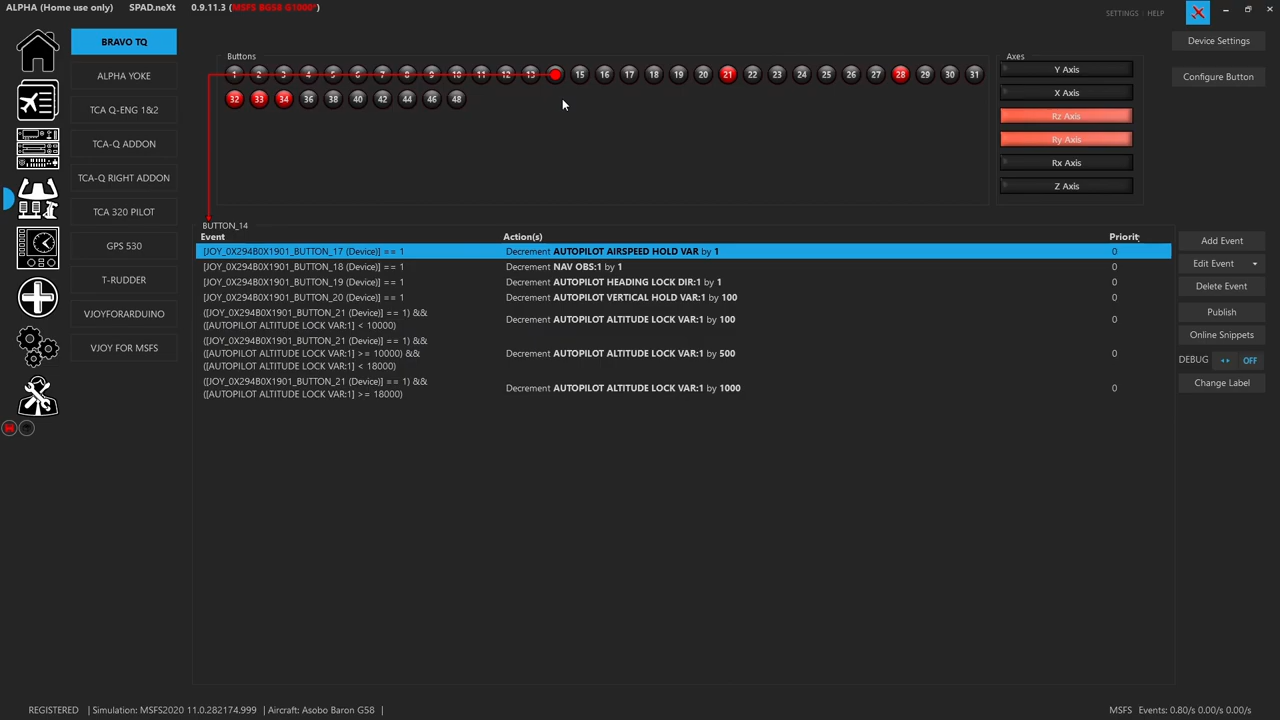 ALPHA (Home use only) SPAD.neXt 0.9.11.3 (MSFS BG58 G1000*)
SETTINGS HELP
BRAVO TQ
ALPHA YOKE
TCA Q-ENG 1&2
TCA-Q ADDON
TCA-Q RIGHT ADDON
TCA 320 PILOT
GPS 530
T-RUDDER
VJOYFORARDUINO
VJOY FOR MSFS
Buttons
1 2 3 4 5 6 7 8 9 10 11 12 13 15 16 17 18 19 20 21 22 23 24 25 26 27 28 29 30 31
32 33 34 36 38 40 42 44 46 48
Axes
Y Axis
X Axis
Rz Axis
Ry Axis
Rx Axis
Z Axis
Device Settings
Configure Button
BUTTON_14
Event Action(s) Priorit
[JOY_0X294B0X1901_BUTTON_17 (Device)] == 1 Decrement AUTOPILOT AIRSPEED HOLD VAR by 1 0
[JOY_0X294B0X1901_BUTTON_18 (Device)] == 1 Decrement NAV OBS:1 by 1 0
[JOY_0X294B0X1901_BUTTON_19 (Device)] == 1 Decrement AUTOPILOT HEADING LOCK DIR:1 by 1 0
[JOY_0X294B0X1901_BUTTON_20 (Device)] == 1 Decrement AUTOPILOT VERTICAL HOLD VAR:1 by 100 0
([JOY_0X294B0X1901_BUTTON_21 (Device)] == 1) &&
([AUTOPILOT ALTITUDE LOCK VAR:1] < 10000)
Decrement AUTOPILOT ALTITUDE LOCK VAR:1 by 100 0
([JOY_0X294B0X1901_BUTTON_21 (Device)] == 1) &&
([AUTOPILOT ALTITUDE LOCK VAR:1] >= 10000) &&
([AUTOPILOT ALTITUDE LOCK VAR:1] < 18000)
Decrement AUTOPILOT ALTITUDE LOCK VAR:1 by 500 0
([JOY_0X294B0X1901_BUTTON_21 (Device)] == 1) &&
([AUTOPILOT ALTITUDE LOCK VAR:1] >= 18000)
Decrement AUTOPILOT ALTITUDE LOCK VAR:1 by 1000 0
Add Event
Edit Event
Delete Event
Publish
Online Snippets
DEBUG OFF
Change Label
REGISTERED | Simulation: MSFS2020 11.0.282174.999 | Aircraft: Asobo Baron G58 | MSFS Events: 0.80/s 0.00/s 0.00/s